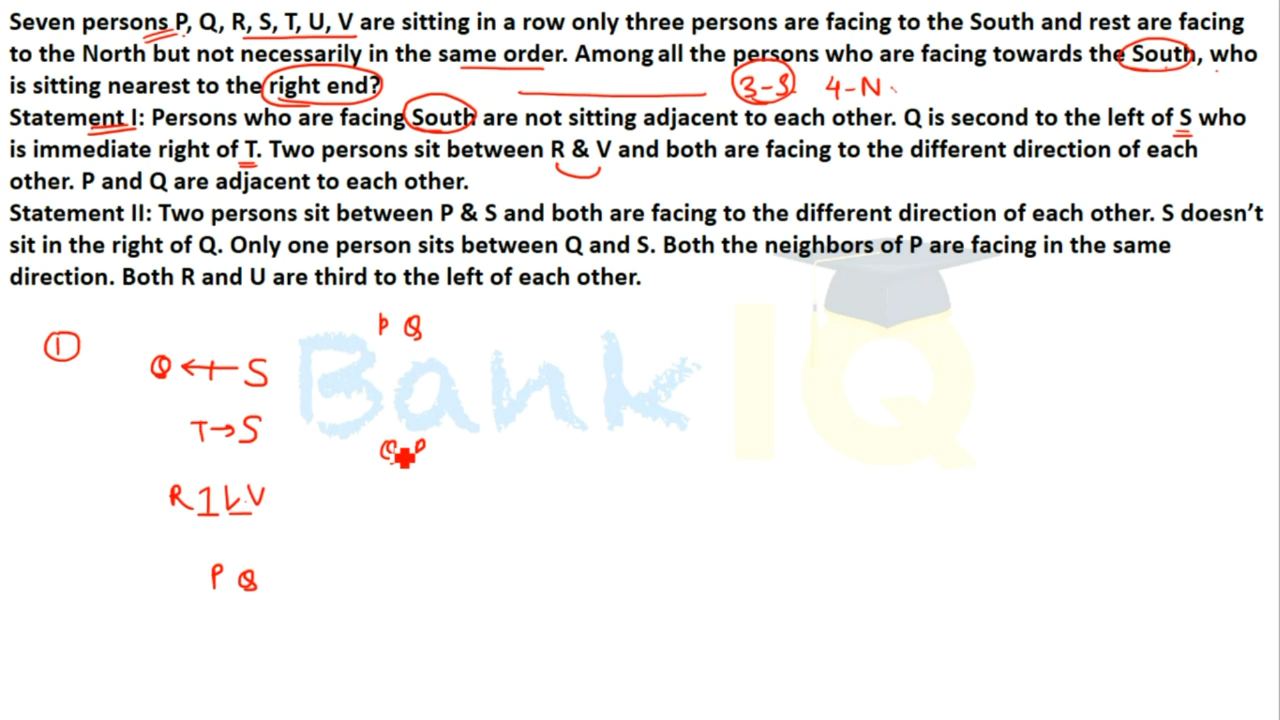 Seven persons P, Q, R, S, T, U, V are sitting in a row only three persons are facing to the South and rest are facing
to the North but not necessarily in the same order. Among all the persons who are facing towards the South, who
is sitting nearest to the right end? 3-S 4-N
Statement I: Persons who are facing South are not sitting adjacent to each other. Q is second to the left of S who
is immediate right of T. Two persons sit between R & V and both are facing to the different direction of each
other. P and Q are adjacent to each other.
Statement II: Two persons sit between P & S and both are facing to the different direction of each other. S doesn't
sit in the right of Q. Only one person sits between Q and S. Both the neighbors of P are facing in the same
direction. Both R and U are third to the left of each other.
P Q
1
Q ← S
T → S
Q P
R 1 L V
P Q
Bank IQ